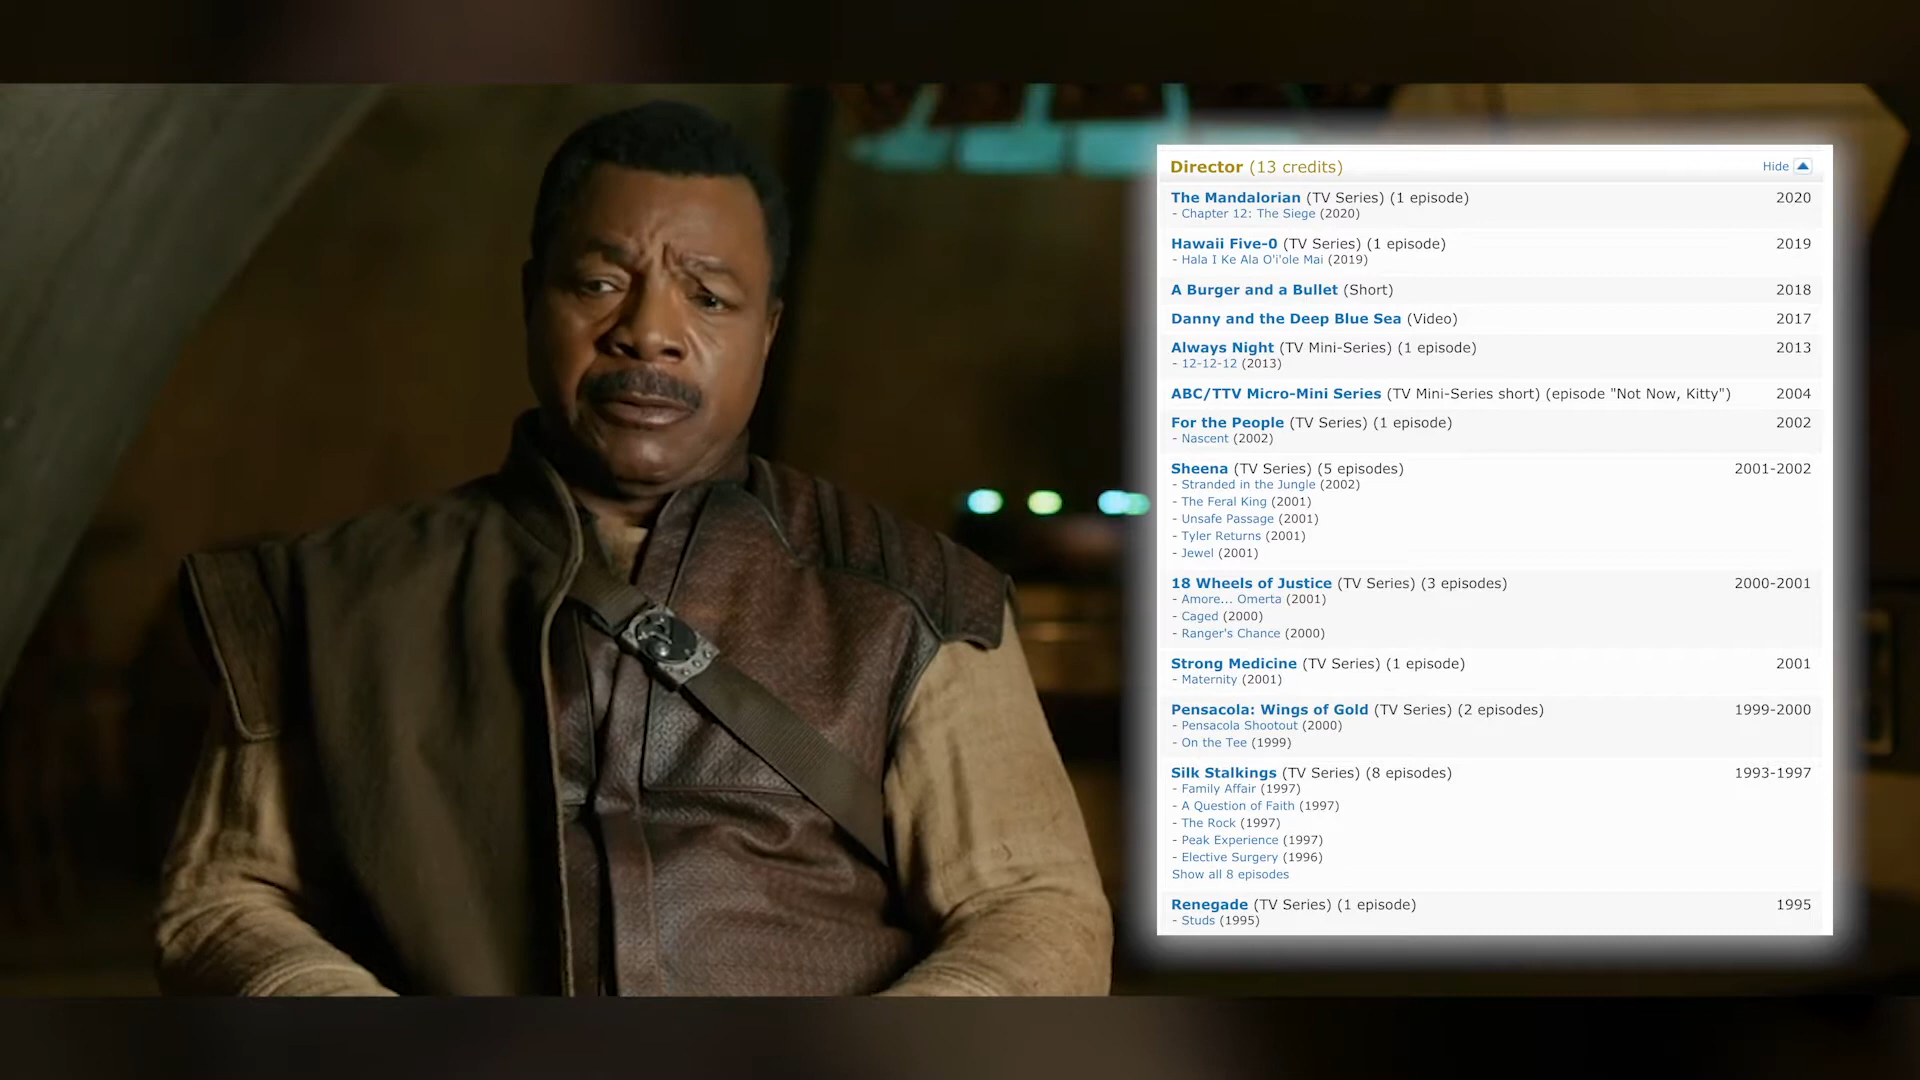 Director (13 credits) Hide
The Mandalorian (TV Series) (1 episode) 2020
- Chapter 12: The Siege (2020)
Hawaii Five-0 (TV Series) (1 episode) 2019
- Hala I Ke Ala O'i'ole Mai (2019)
A Burger and a Bullet (Short) 2018
Danny and the Deep Blue Sea (Video) 2017
Always Night (TV Mini-Series) (1 episode) 2013
- 12-12-12 (2013)
ABC/TTV Micro-Mini Series (TV Mini-Series short) (episode "Not Now, Kitty") 2004
For the People (TV Series) (1 episode) 2002
- Nascent (2002)
Sheena (TV Series) (5 episodes) 2001-2002
- Stranded in the Jungle (2002)
- The Feral King (2001)
- Unsafe Passage (2001)
- Tyler Returns (2001)
- Jewel (2001)
18 Wheels of Justice (TV Series) (3 episodes) 2000-2001
- Amore... Omerta (2001)
- Caged (2000)
- Ranger's Chance (2000)
Strong Medicine (TV Series) (1 episode) 2001
- Maternity (2001)
Pensacola: Wings of Gold (TV Series) (2 episodes) 1999-2000
- Pensacola Shootout (2000)
- On the Tee (1999)
Silk Stalkings (TV Series) (8 episodes) 1993-1997
- Family Affair (1997)
- A Question of Faith (1997)
- The Rock (1997)
- Peak Experience (1997)
- Elective Surgery (1996)
Show all 8 episodes
Renegade (TV Series) (1 episode) 1995
- Studs (1995)